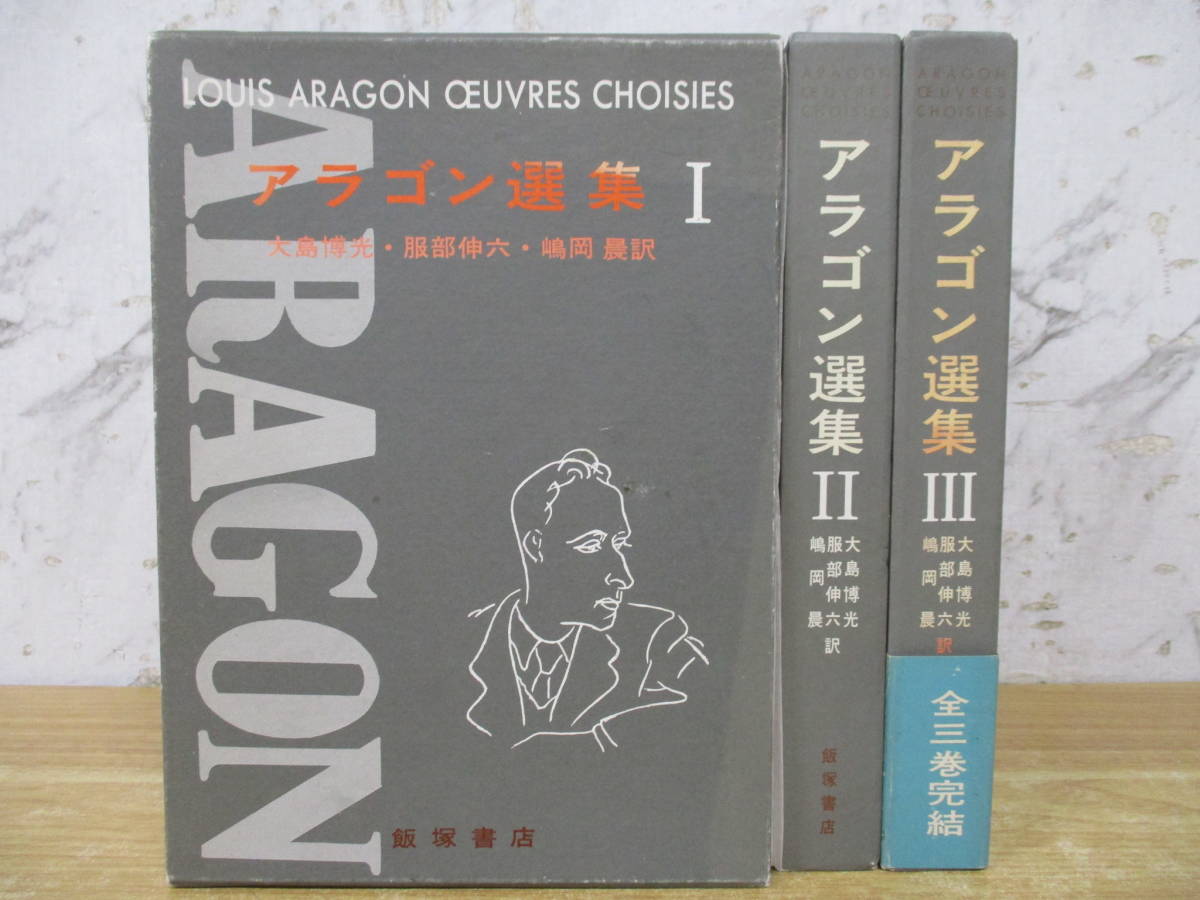 ARAGON
LOUIS ARAGON ŒUVRES CHOISIES
アラゴン選集 I
大島博光・服部伸六・嶋岡 晨訳
飯塚書店
ARAGON
ŒUVRES
CHOISIES
アラゴン選集 II
大島博光
服部伸六
嶋岡 晨
訳
飯塚書店
ARAGON
ŒUVRES
CHOISIES
アラゴン選集 III
大島博光
服部伸六
嶋岡 晨
訳
全三巻完結